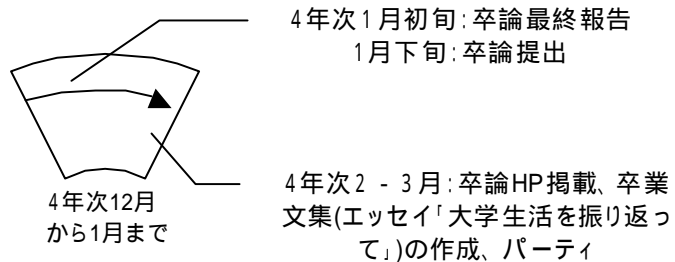 4年次1月初旬:卒論最終報告
1月下旬:卒論提出
4年次12月
から1月まで
4年次2 - 3月:卒論HP掲載、卒業
文集(エッセイ「大学生活を振り返っ
て」)の作成、パーティ